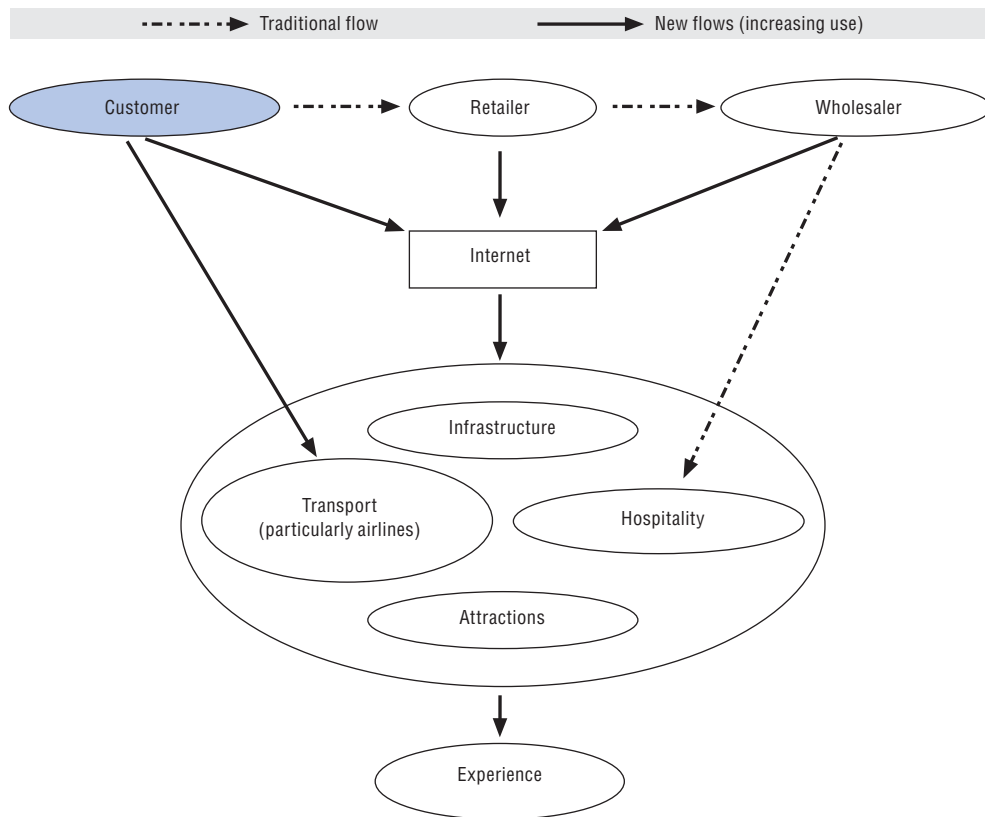 Traditional flow
New flows (increasing use)
Customer
Retailer
Wholesaler
Internet
Infrastructure
Transport
(particularly airlines)
Hospitality
Attractions
Experience